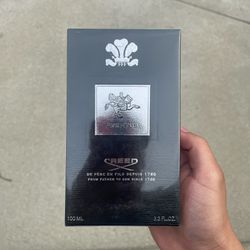 CREED
DE PÈRE EN FILS DEPUIS 1760
FROM FATHER TO SON SINCE 1760
100 ML
3.3 FL.OZ.